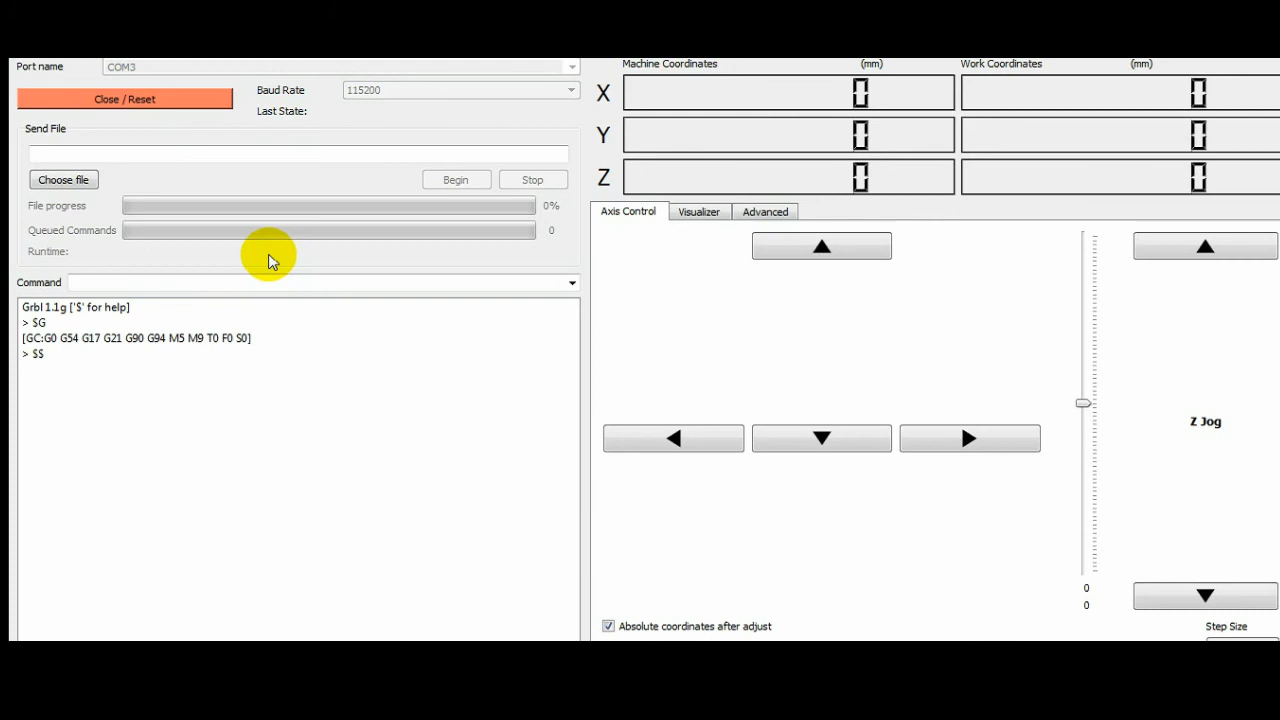 Port name COM3
Close / Reset
Baud Rate 115200
Last State:
Send File
Choose file Begin Stop
File progress 0%
Queued Commands 0
Runtime:
Command
Grbl 1.1g ['$' for help]
> $G
[GC:G0 G54 G17 G21 G90 G94 M5 M9 T0 F0 S0]
> $$
Machine Coordinates (mm) Work Coordinates (mm)
X 0 0
Y 0 0
Z 0 0
Axis Control Visualizer Advanced
Z Jog
0
0
Absolute coordinates after adjust
Step Size